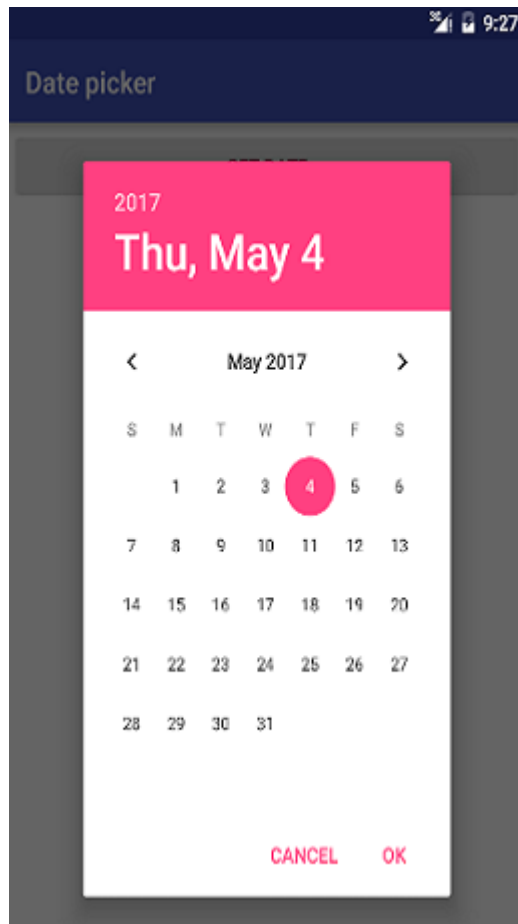 9:27
Date picker
2017
Thu, May 4
< May 2017 >
S M T W T F S
1 2 3 4 5 6
7 8 9 10 11 12 13
14 15 16 17 18 19 20
21 22 23 24 25 26 27
28 29 30 31
CANCEL OK